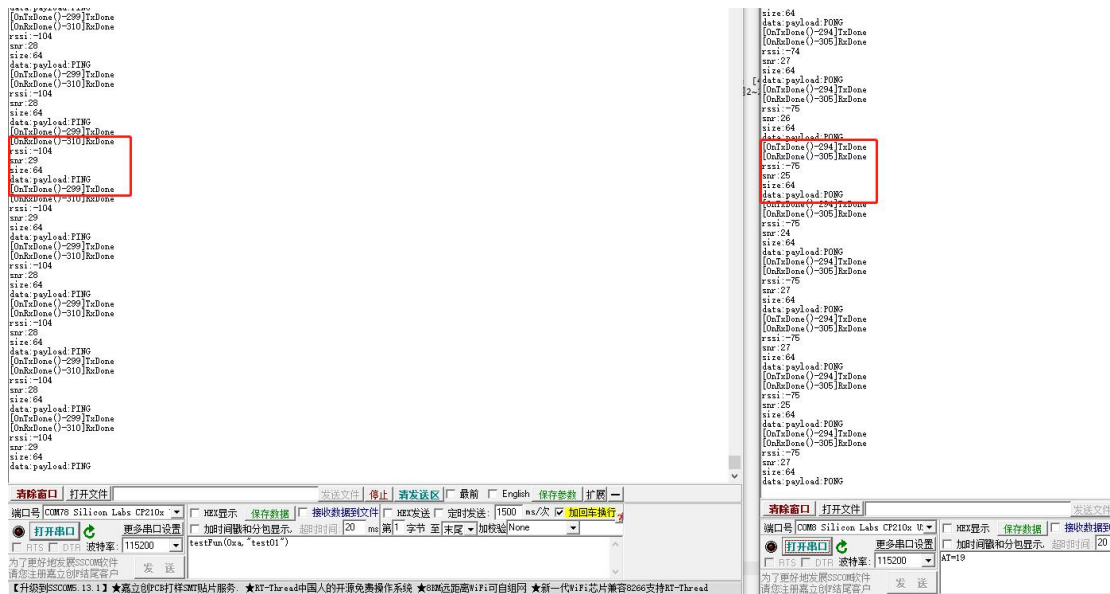 [OnTxDone()-299]TxDone
[OnRxDone()-310]RxDone
rssi:-104
snr:28
size:64
data:payload:PING
[OnTxDone()-299]TxDone
[OnRxDone()-310]RxDone
rssi:-104
snr:28
size:64
data:payload:PING
[OnTxDone()-299]TxDone
[OnRxDone()-310]RxDone
rssi:-104
snr:29
size:64
data:payload:PING
[OnTxDone()-299]TxDone
[OnRxDone()-310]RxDone
rssi:-104
snr:29
size:64
data:payload:PING
[OnTxDone()-299]TxDone
[OnRxDone()-310]RxDone
rssi:-104
snr:28
size:64
data:payload:PING
[OnTxDone()-299]TxDone
[OnRxDone()-310]RxDone
rssi:-104
snr:28
size:64
data:payload:PING
[OnTxDone()-299]TxDone
[OnRxDone()-310]RxDone
rssi:-104
snr:28
size:64
data:payload:PING
[OnTxDone()-299]TxDone
[OnRxDone()-310]RxDone
rssi:-104
snr:29
size:64
data:payload:PING
清除窗口 打开文件 发送文件 停止 清发送区 最前 English 保存参数 扩展
端口号 COM78 Silicon Labs CP210x HEX显示 保存数据 接收数据到文件 HEX发送 定时发送: 1500 ms/次 加回车换行
打开串口 更多串口设置 加时间戳和分包显示, 超时时间: 20 ms 第1 字节 至 末尾 加校验 None
RTS DTR 波特率: 115200 testFun(0xa,"test01")
为了更好地发展SSCOM软件
请您注册嘉立创F结尾客户 发 送
【升级到SSCOM5.13.1】★嘉立创PCB打样SMT贴片服务. ★RT-Thread中国人的开源免费操作系统 ★8KM远距离WiFi可自组网 ★新一代WiFi芯片兼容8266支持RT-Thread
size:64
data:payload:PONG
[OnTxDone()-294]TxDone
[OnRxDone()-305]RxDone
rssi:-74
snr:27
size:64
data:payload:PONG
[OnTxDone()-294]TxDone
[OnRxDone()-305]RxDone
rssi:-75
snr:26
size:64
data:payload:PONG
[OnTxDone()-294]TxDone
[OnRxDone()-305]RxDone
rssi:-75
snr:25
size:64
data:payload:PONG
[OnTxDone()-294]TxDone
[OnRxDone()-305]RxDone
rssi:-75
snr:24
size:64
data:payload:PONG
[OnTxDone()-294]TxDone
[OnRxDone()-305]RxDone
rssi:-75
snr:27
size:64
data:payload:PONG
[OnTxDone()-294]TxDone
[OnRxDone()-305]RxDone
rssi:-75
snr:27
size:64
data:payload:PONG
[OnTxDone()-294]TxDone
[OnRxDone()-305]RxDone
rssi:-75
snr:25
size:64
data:payload:PONG
[OnTxDone()-294]TxDone
[OnRxDone()-305]RxDone
rssi:-75
snr:27
size:64
data:payload:PONG
清除窗口 打开文件 发送文件
端口号 COM8 Silicon Labs CP210x U HEX显示 保存数据 接收数据到
打开串口 更多串口设置 加时间戳和分包显示, 超时时间: 20
RTS DTR 波特率: 115200 AT=19
为了更好地发展SSCOM软件
请您注册嘉立创F结尾客户 发 送